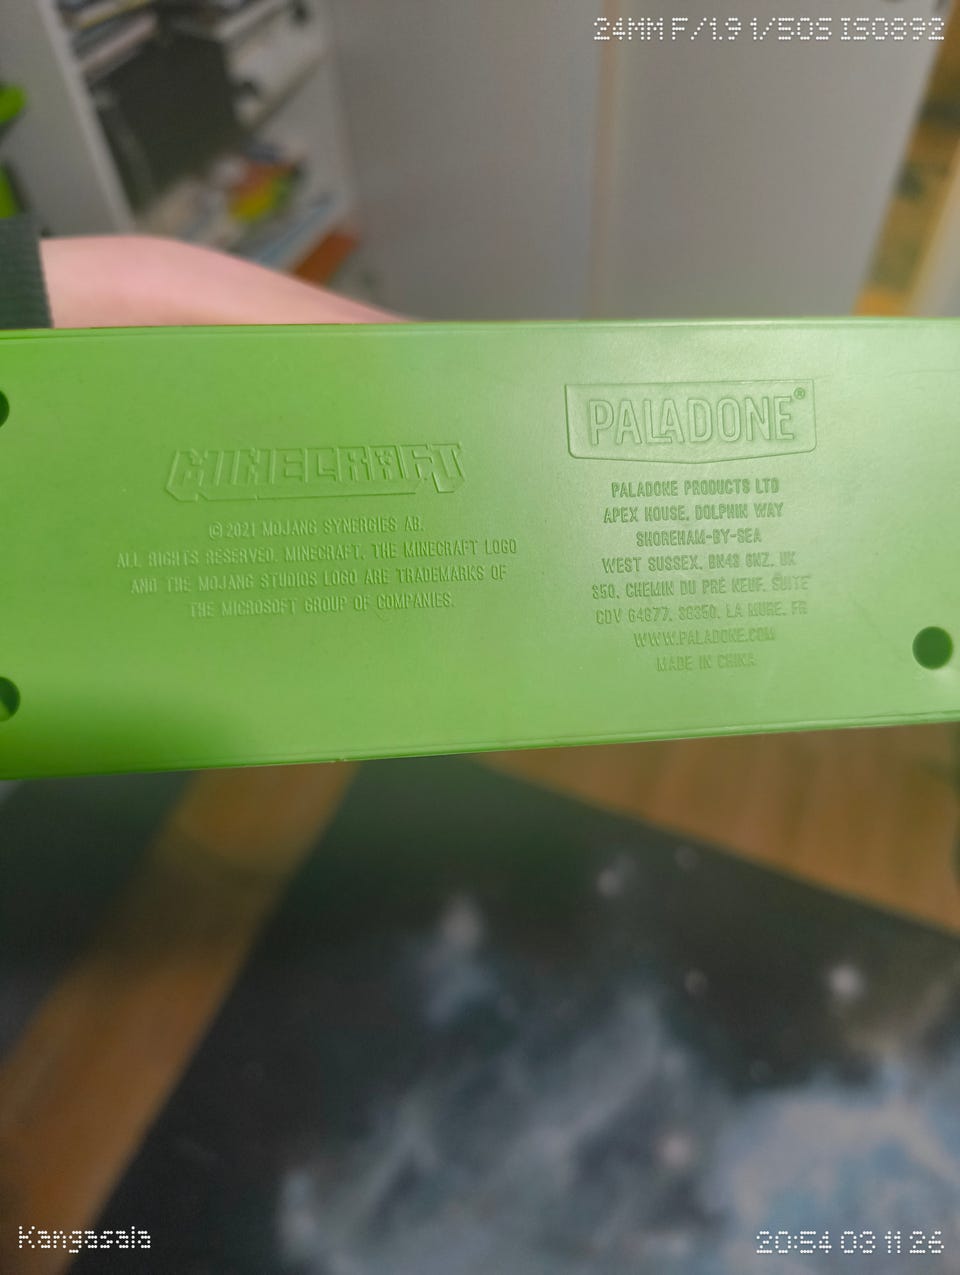 24MM F/1.9 1/50S ISO892
MINECRAFT
© 2021 MOJANG SYNERGIES AB.
ALL RIGHTS RESERVED. MINECRAFT, THE MINECRAFT LOGO
AND THE MOJANG STUDIOS LOGO ARE TRADEMARKS OF
THE MICROSOFT GROUP OF COMPANIES.
PALADONE®
PALADONE PRODUCTS LTD
APEX HOUSE, DOLPHIN WAY
SHOREHAM-BY-SEA
WEST SUSSEX, BN43 6NZ, UK
350, CHEMIN DU PRÉ NEUF, SUITE
CDV 64877, 38350, LA MURE, FR
WWW.PALADONE.COM
MADE IN CHINA
Kangasala
20:54 03 11 26